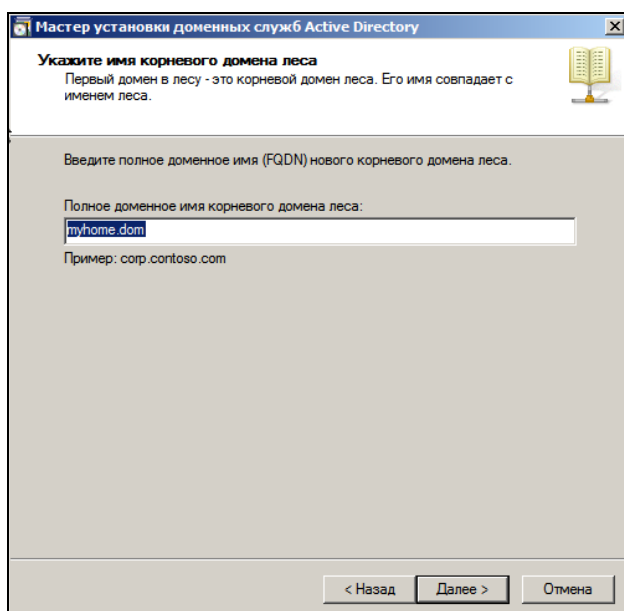 Мастер установки доменных служб Active Directory
Укажите имя корневого домена леса
Первый домен в лесу - это корневой домен леса. Его имя совпадает с
именем леса.
Введите полное доменное имя (FQDN) нового корневого домена леса.
Полное доменное имя корневого домена леса:
myhome.dom
Пример: corp.contoso.com
< Назад Далее > Отмена